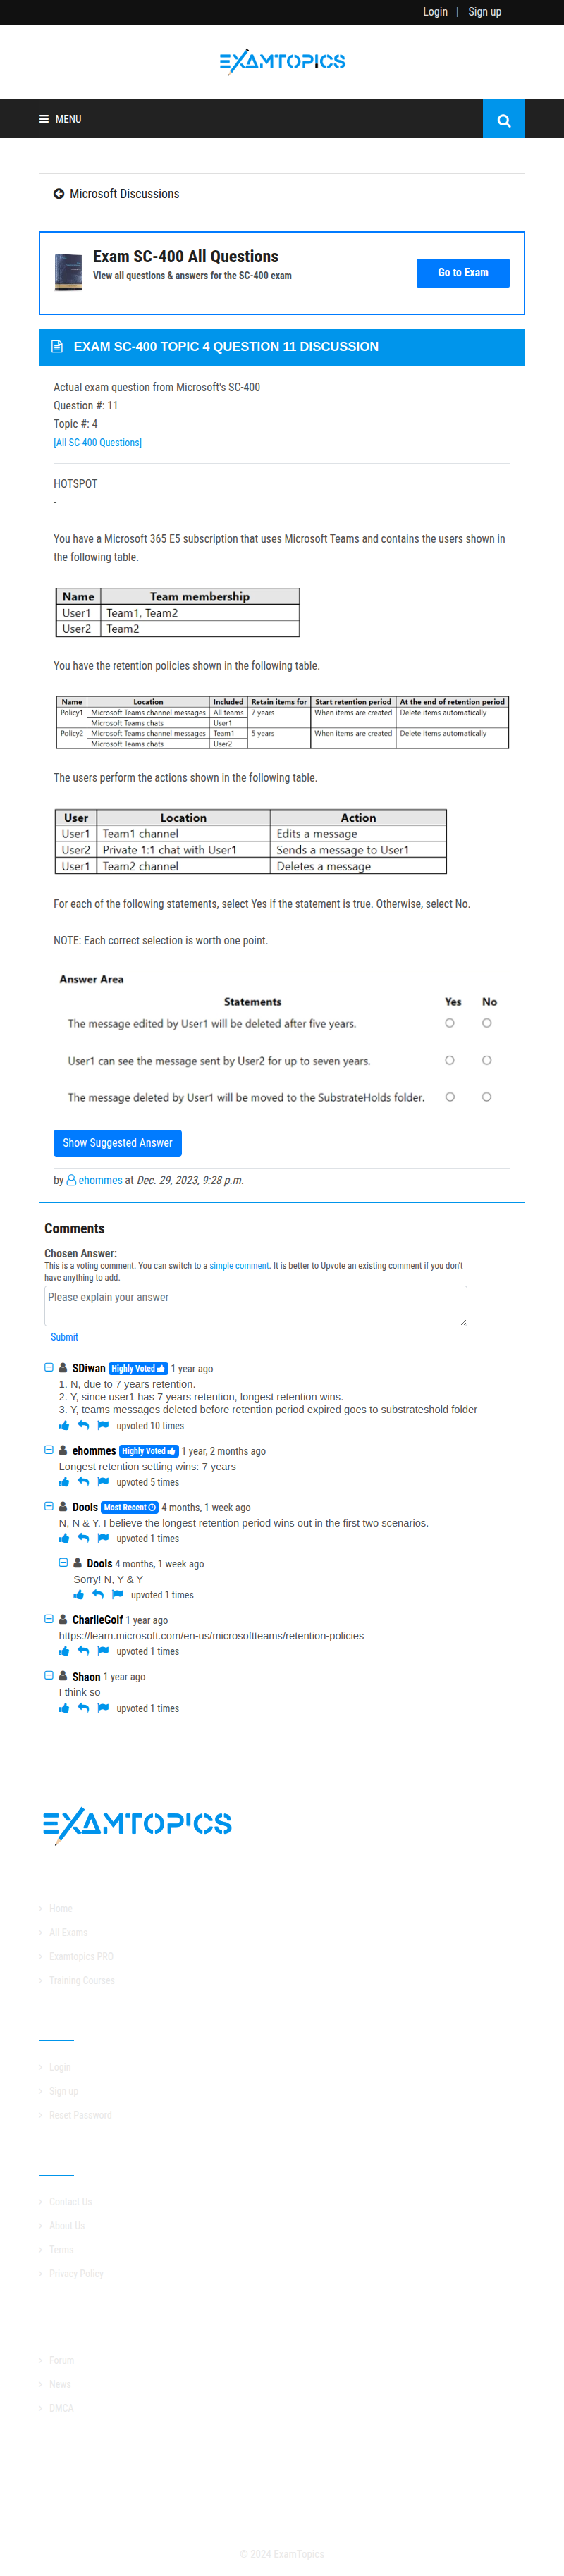 Login | Sign up
EXAMTOPICS
MENU
Microsoft Discussions
Exam SC-400 All Questions
View all questions & answers for the SC-400 exam
Go to Exam
EXAM SC-400 TOPIC 4 QUESTION 11 DISCUSSION
Actual exam question from Microsoft's SC-400
Question #: 11
Topic #: 4
[All SC-400 Questions]
HOTSPOT
-
You have a Microsoft 365 E5 subscription that uses Microsoft Teams and contains the users shown in
the following table.
Name Team membership
User1 Team1, Team2
User2 Team2
You have the retention policies shown in the following table.
Name Location Included Retain items for Start retention period At the end of retention period
Policy1 Microsoft Teams channel messages All teams 7 years When items are created Delete items automatically
Microsoft Teams chats User1
Policy2 Microsoft Teams channel messages Team1 5 years When items are created Delete items automatically
Microsoft Teams chats User2
The users perform the actions shown in the following table.
User Location Action
User1 Team1 channel Edits a message
User2 Private 1:1 chat with User1 Sends a message to User1
User1 Team2 channel Deletes a message
For each of the following statements, select Yes if the statement is true. Otherwise, select No.
NOTE: Each correct selection is worth one point.
Answer Area
Statements Yes No
The message edited by User1 will be deleted after five years.
User1 can see the message sent by User2 for up to seven years.
The message deleted by User1 will be moved to the SubstrateHolds folder.
Show Suggested Answer
by ehommes at Dec. 29, 2023, 9:28 p.m.
Comments
Chosen Answer:
This is a voting comment. You can switch to a simple comment. It is better to Upvote an existing comment if you don't
have anything to add.
Please explain your answer
Submit
SDiwan Highly Voted 1 year ago
1. N, due to 7 years retention.
2. Y, since user1 has 7 years retention, longest retention wins.
3. Y, teams messages deleted before retention period expired goes to substrateshold folder
upvoted 10 times
ehommes Highly Voted 1 year, 2 months ago
Longest retention setting wins: 7 years
upvoted 5 times
Dools Most Recent 4 months, 1 week ago
N, N & Y. I believe the longest retention period wins out in the first two scenarios.
upvoted 1 times
Dools 4 months, 1 week ago
Sorry! N, Y & Y
upvoted 1 times
CharlieGolf 1 year ago
https://learn.microsoft.com/en-us/microsoftteams/retention-policies
upvoted 1 times
Shaon 1 year ago
I think so
upvoted 1 times
EXAMTOPICS
Home
All Exams
Examtopics PRO
Training Courses
Login
Sign up
Reset Password
Contact Us
About Us
Terms
Privacy Policy
Forum
News
DMCA
© 2024 ExamTopics